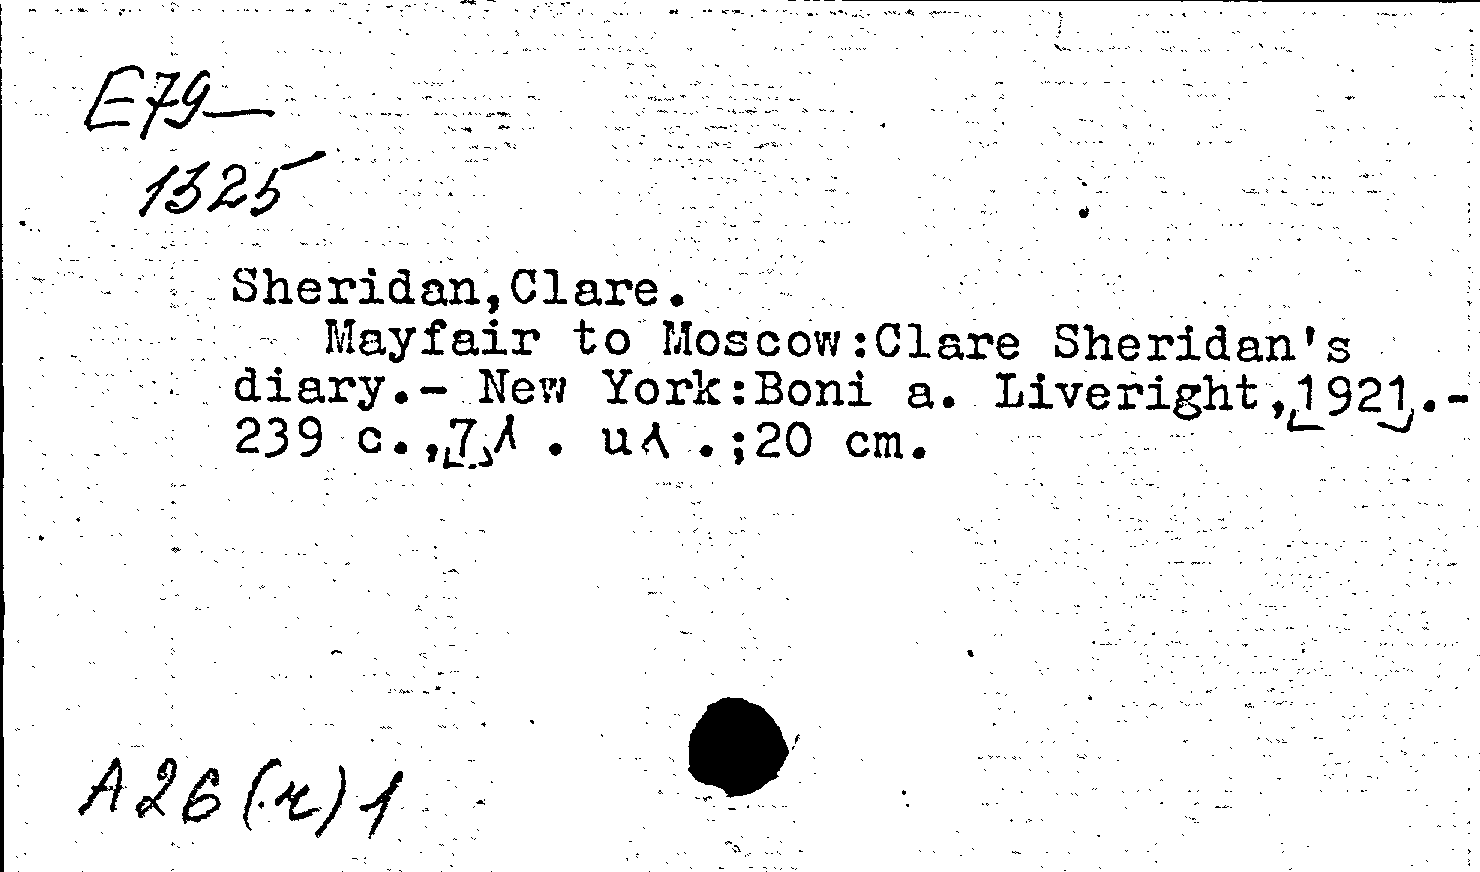 E79—
1325
Sheridan,Clare.
Mayfair to Moscow:Clare Sheridan's
diary.- New York:Boni a. Liveright,[1921].-
239 c.,[7]л. ил.;20 cm.
A26(л)1